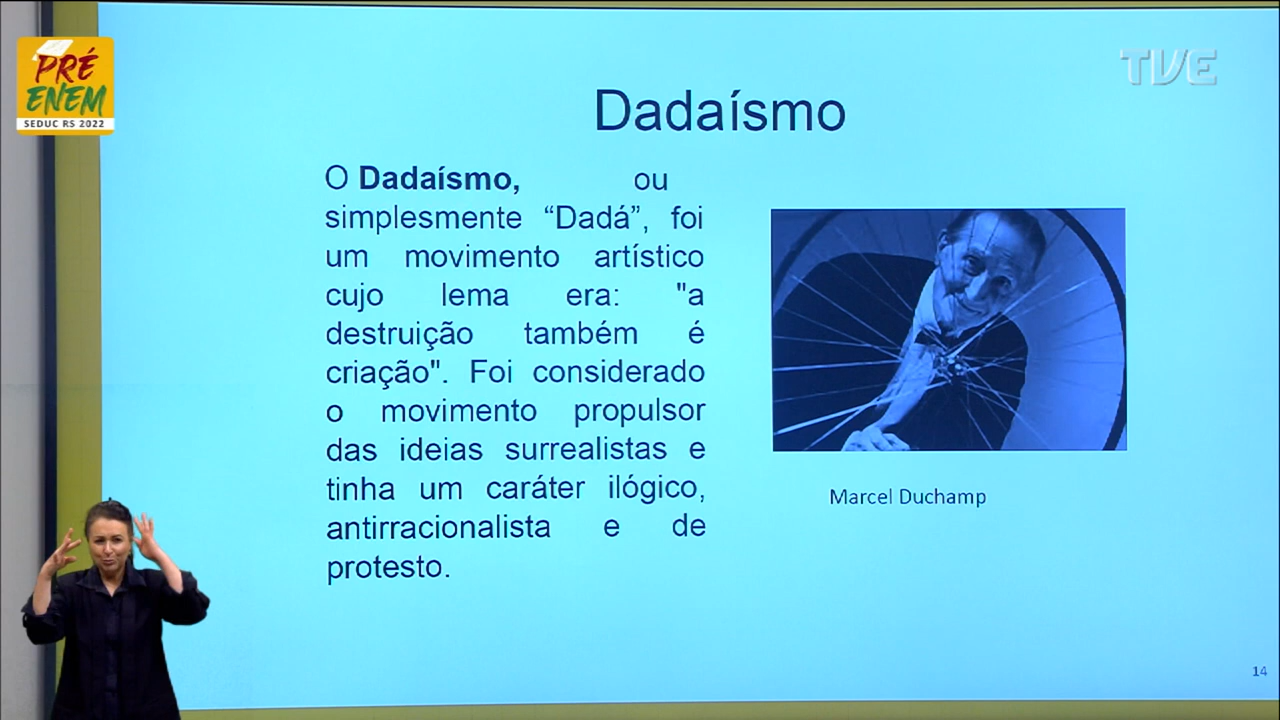 PRÉ
ENEM
SEDUC RS 2022
TVE
Dadaísmo
O Dadaísmo, ou
simplesmente “Dadá”, foi
um movimento artístico
cujo lema era: "a
destruição também é
criação". Foi considerado
o movimento propulsor
das ideias surrealistas e
tinha um caráter ilógico,
antirracionalista e de
protesto.
Marcel Duchamp
14